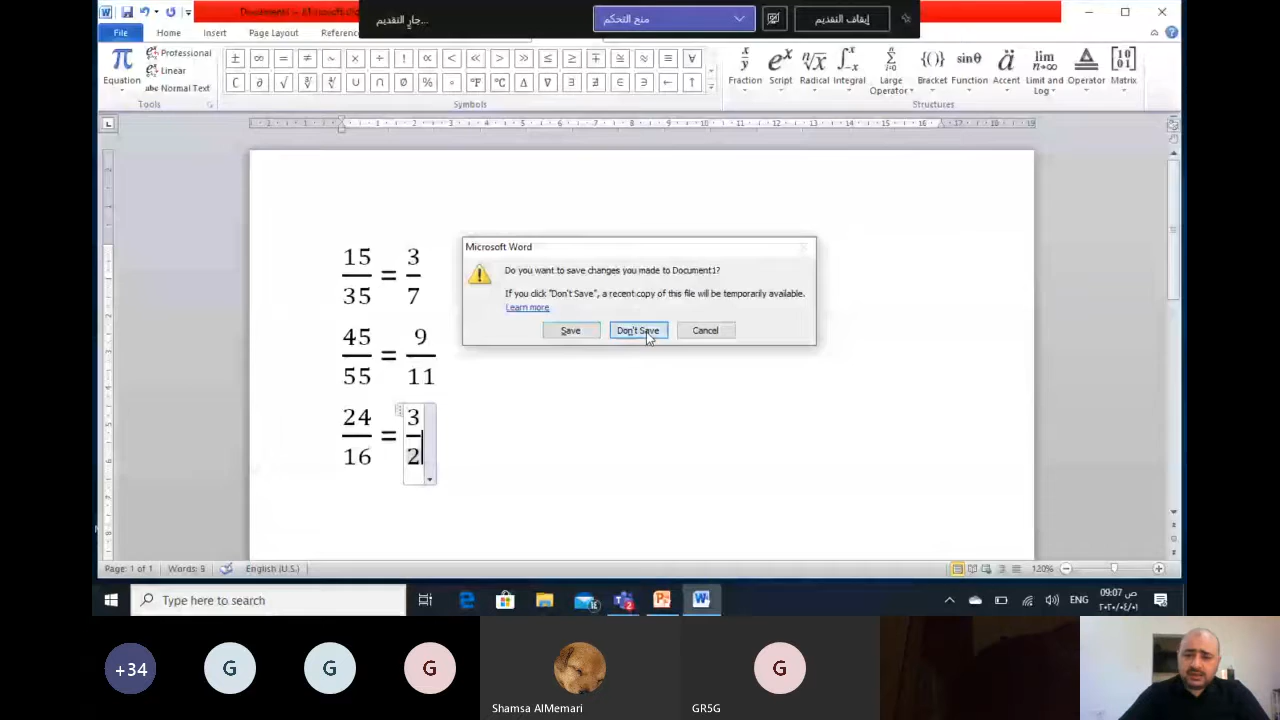 جارٍ التقديم...
منح التحكم
إيقاف التقديم
File
Home
Insert
Page Layout
Equation
Professional
Linear
abc Normal Text
Tools
± ∞ = ≠ ~ × ÷ ! ∝ < ≪ > ≫ ≤ ≥ ∓ ≅ ≈ ≡ ∀
∁ ∂ √ ∛ ∜ ∪ ∩ ∅ % ° °F °C ∆ ∇ ∃ ∄ ∈ ∋ ← ↑
Symbols
Fraction
Script
Radical
Integral
Large Operator
Bracket
Function
Accent
Limit and Log
Operator
Matrix
Structures
15/35 = 3/7
45/55 = 9/11
24/16 = 3/2
Microsoft Word
Do you want to save changes you made to Document1?
If you click "Don't Save", a recent copy of this file will be temporarily available.
Learn more
Save
Don't Save
Cancel
Page: 1 of 1
Words: 9
English (U.S.)
120%
Type here to search
ENG
09:07 ص
٢٠٢٠/٠٤/٠١
+34
G
G
G
Shamsa AlMemari
G
GR5G